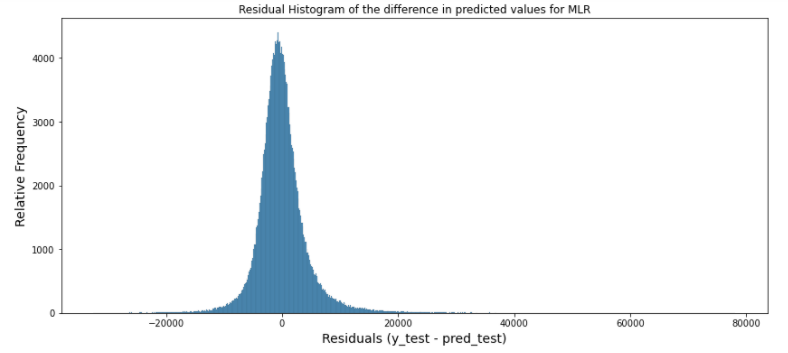 Residual Histogram of the difference in predicted values for MLR
Relative Frequency
4000
3000
2000
1000
0
−20000 0 20000 40000 60000 80000
Residuals (y_test - pred_test)